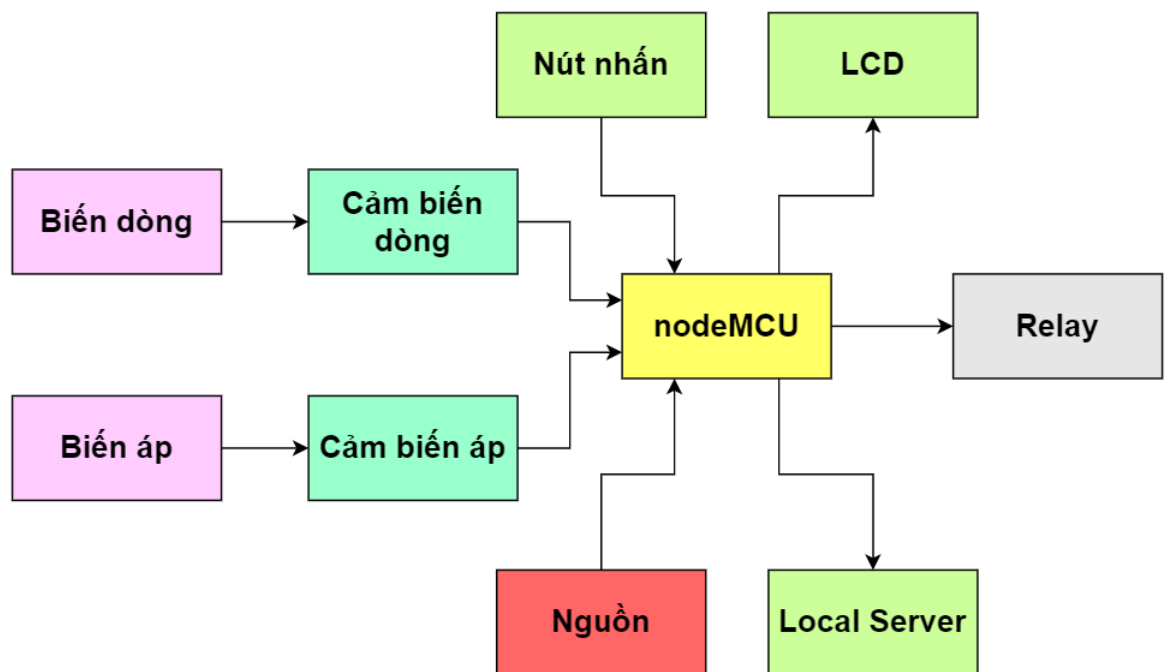 Nút nhấn
LCD
Biến dòng
Cảm biến
dòng
nodeMCU
Relay
Biến áp
Cảm biến áp
Nguồn
Local Server